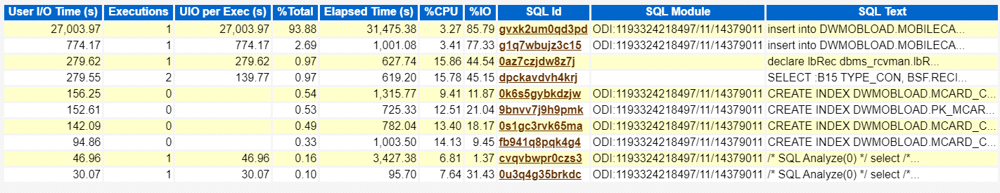 User I/O Time (s) Executions UIO per Exec (s) %Total Elapsed Time (s) %CPU %IO SQL Id SQL Module SQL Text
27,003.97 1 27,003.97 93.88 31,475.38 3.27 85.79 gvxk2um0qd3pd ODI:1193324218497/11/14379011 insert into DWMOBLOAD.MOBILECA...
774.17 1 774.17 2.69 1,001.08 3.41 77.33 g1q7wbujz3c15 ODI:1193324218497/11/14379011 insert into DWMOBLOAD.MOBILECA...
279.62 1 279.62 0.97 627.74 15.86 44.54 0az7czjdw8z7j declare lbRec dbms_rcvman.lbR...
279.55 2 139.77 0.97 619.20 15.78 45.15 dpckavdvh4krj SELECT :B15 TYPE_CON, BSF.RECI...
156.25 0 0.54 1,315.77 9.41 11.87 0k6s5gybkdzjw ODI:1193324218497/11/14379011 CREATE INDEX DWMOBLOAD.MCARD_C...
152.61 0 0.53 725.33 12.51 21.04 9bnvv7j9h9pmk ODI:1193324218497/11/14379011 CREATE INDEX DWMOBLOAD.PK_MCAR...
142.09 0 0.49 782.04 13.40 18.17 0s1gc3rvk65ma ODI:1193324218497/11/14379011 CREATE INDEX DWMOBLOAD.MCARD_C...
94.86 0 0.33 1,003.50 14.13 9.45 fb941q8pqk4g4 ODI:1193324218497/11/14379011 CREATE INDEX DWMOBLOAD.MCARD_C...
46.96 1 46.96 0.16 3,427.38 6.81 1.37 cvqvbwpr0czs3 ODI:1193324218497/11/14379011 /* SQL Analyze(0) */ select /*...
30.07 1 30.07 0.10 95.70 7.64 31.43 0u3q4g35brkdc ODI:1193324218497/11/14379011 /* SQL Analyze(0) */ select /*...